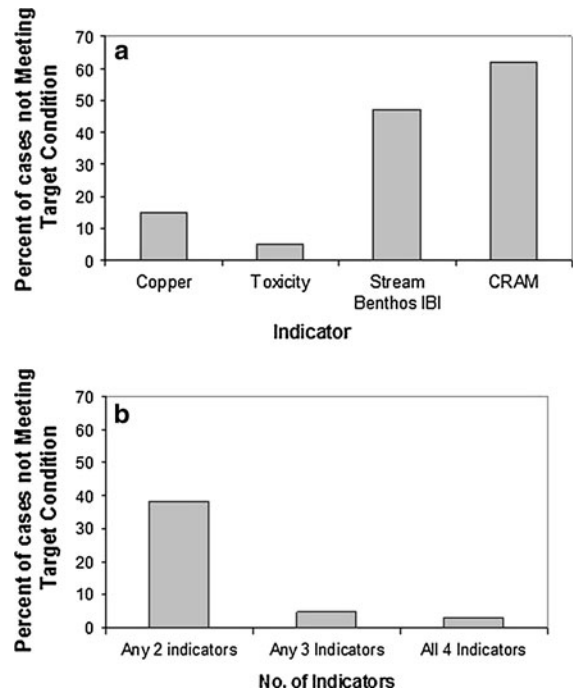 Percent of cases not Meeting
Target Condition
70
60
50
40
30
20
10
0
a
Copper
Toxicity
Stream
Benthos IBI
CRAM
Indicator
Percent of cases not Meeting
Target Condition
70
60
50
40
30
20
10
0
b
Any 2 indicators
Any 3 Indicators
All 4 Indicators
No. of Indicators